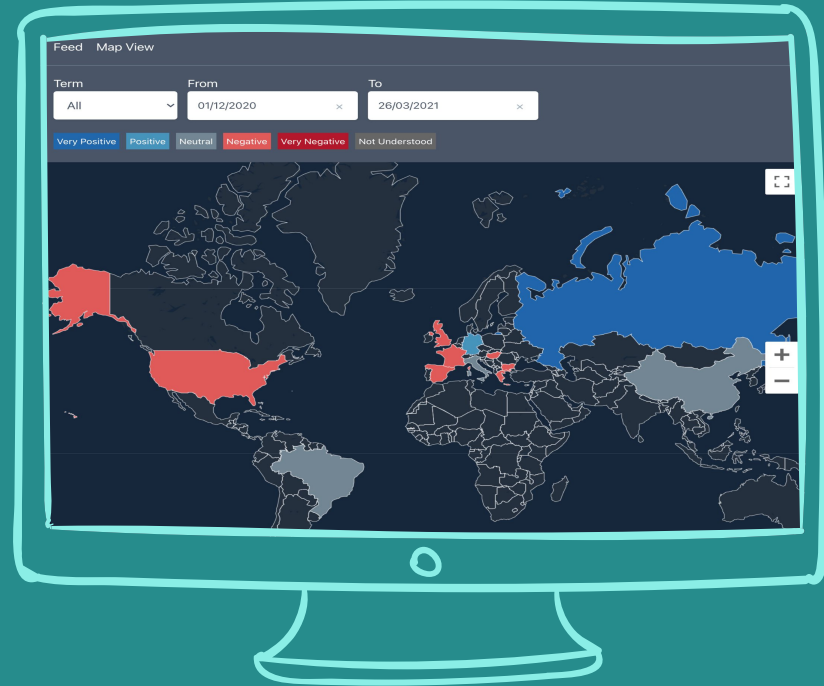 Feed Map View
Term From To
All 01/12/2020 × 26/03/2021 ×
Very Positive Positive Neutral Negative Very Negative Not Understood